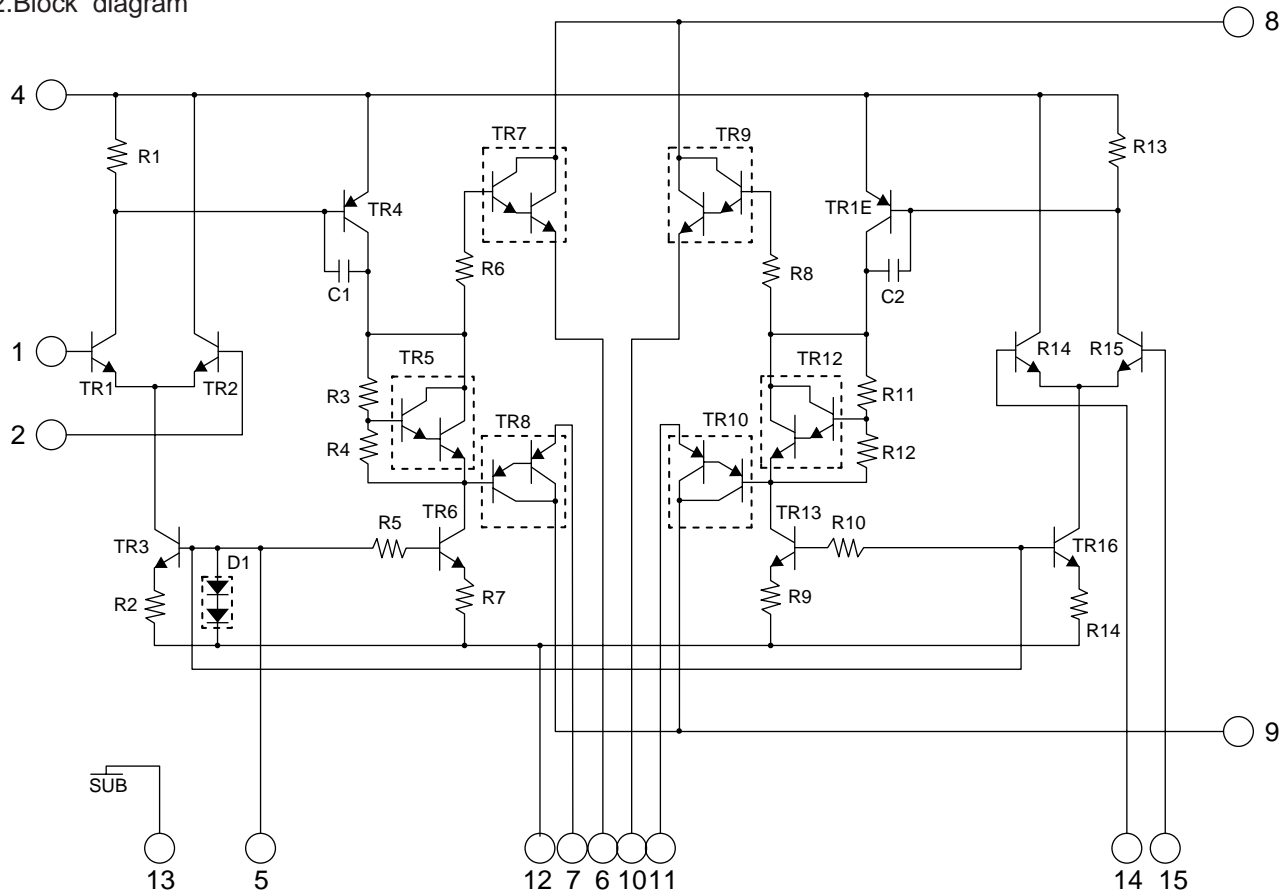 2.Block diagram
8
4
TR7
TR9
R1
R13
TR4
TR1E
R6
R8
C1
C2
1
TR1
TR2
TR5
TR12
R14
R15
R3
R11
2
R4
TR8
TR10
R12
TR3
D1
R5
TR6
TR13
R10
TR16
R2
R7
R9
R14
9
SUB
13
5
12
7
6
10
11
14
15